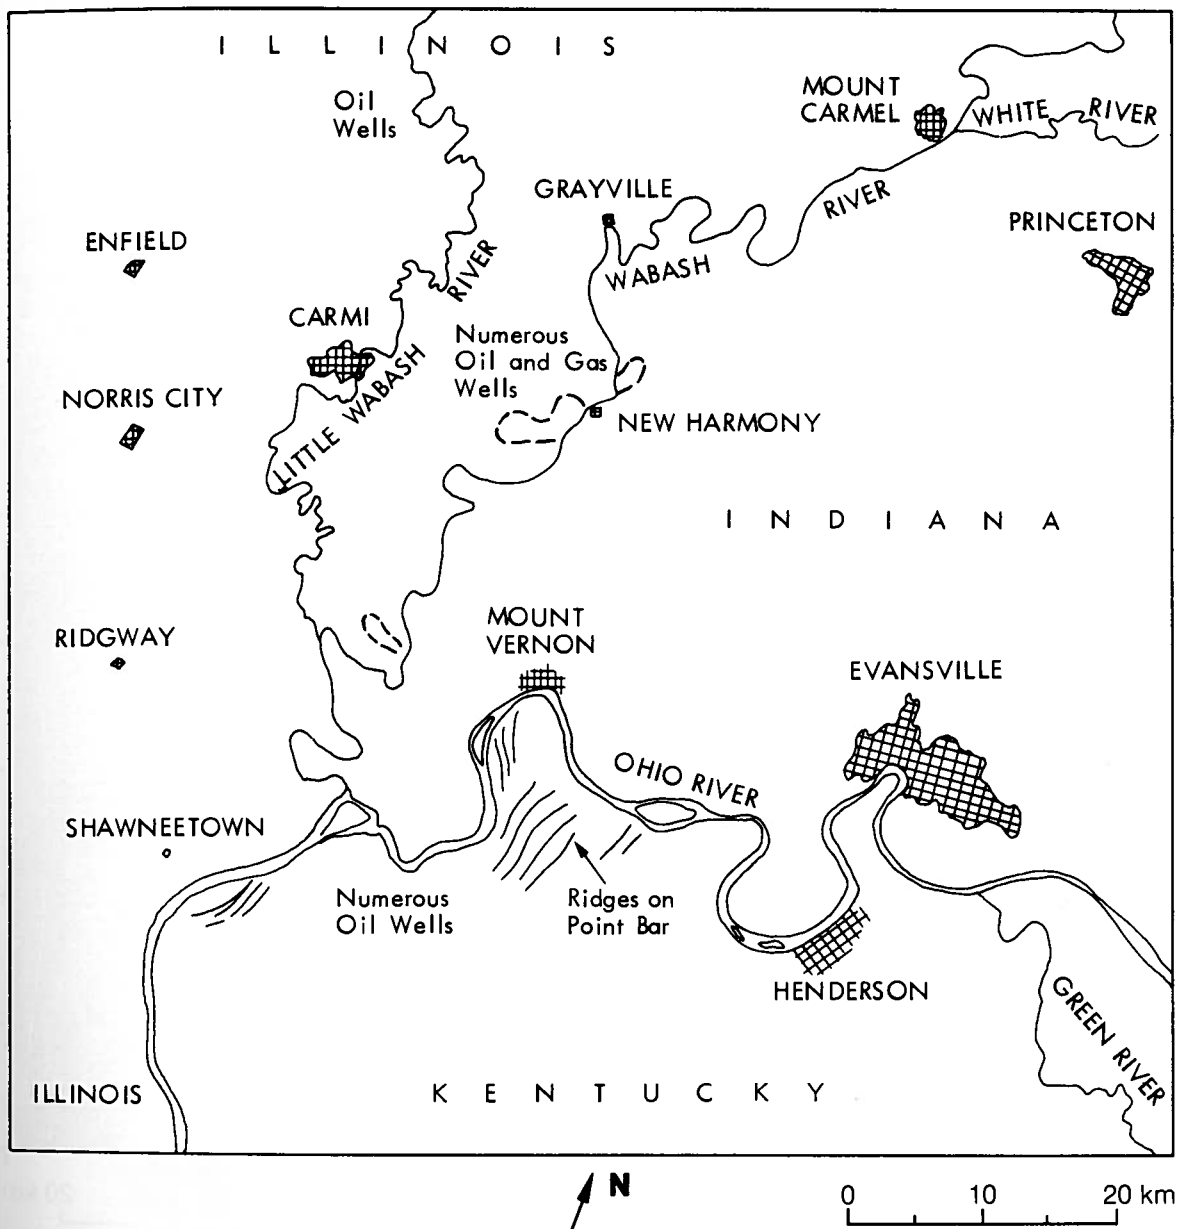 ILLINOIS
Oil
Wells
MOUNT
CARMEL
WHITE RIVER
GRAYVILLE
RIVER
PRINCETON
ENFIELD
WABASH
RIVER
CARMI
Numerous
Oil and Gas
Wells
LITTLE WABASH
NORRIS CITY
NEW HARMONY
INDIANA
MOUNT
VERNON
RIDGWAY
EVANSVILLE
OHIO RIVER
SHAWNEETOWN
Numerous
Oil Wells
Ridges on
Point Bar
HENDERSON
GREEN RIVER
ILLINOIS
KENTUCKY
N
0 10 20 km